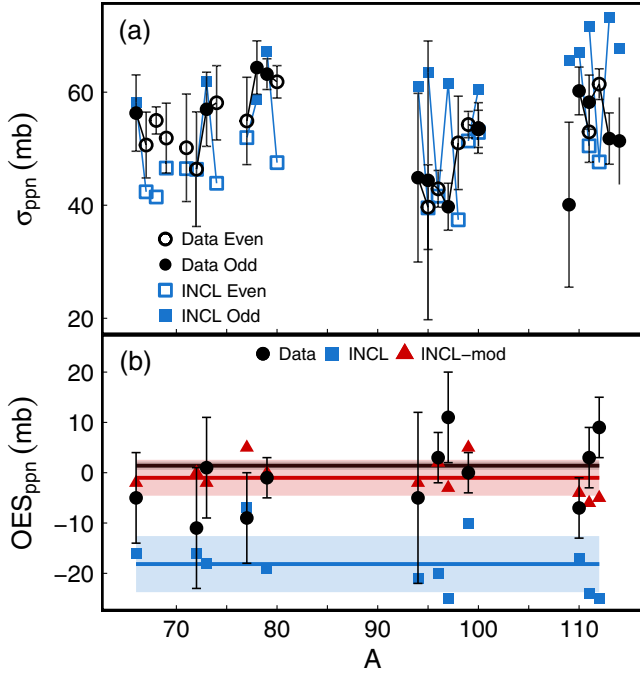 (a)
σppn (mb)
60
40
20
Data Even
Data Odd
INCL Even
INCL Odd
(b)
Data INCL INCL−mod
OESppn (mb)
20
10
0
−10
−20
70 80 90 100 110
A